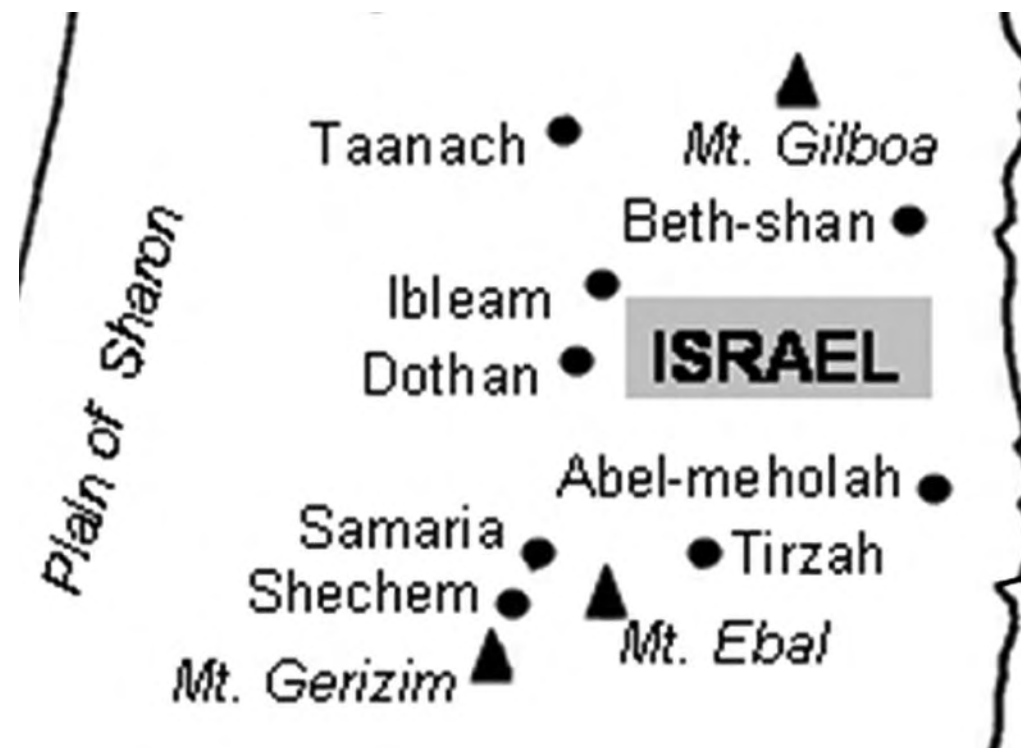 Taanach
Mt. Gilboa
Beth-shan
Plain of Sharon
Ibleam
ISRAEL
Dothan
Abel-meholah
Samaria
Tirzah
Shechem
Mt. Ebal
Mt. Gerizim